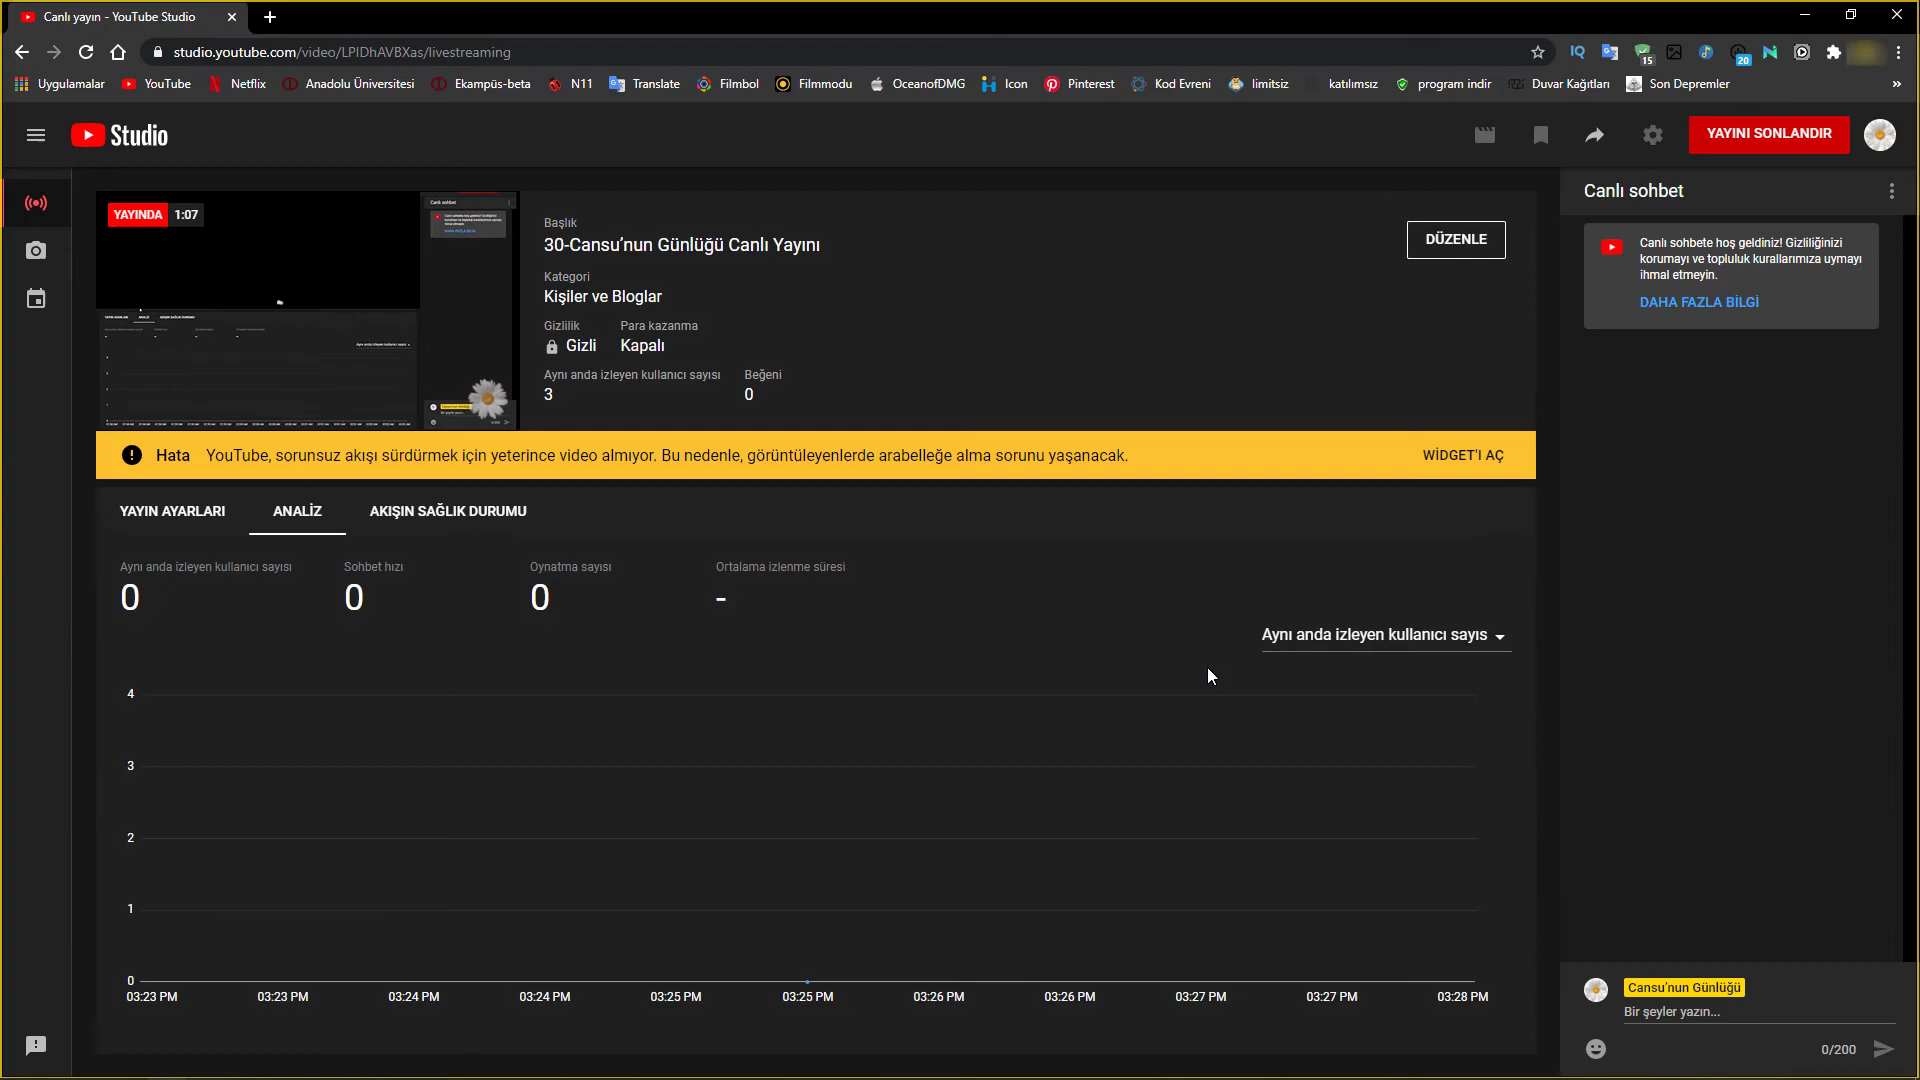 Canlı yayın - YouTube Studio
studio.youtube.com/video/LPlDhAVBXas/livestreaming
15
20
Uygulamalar YouTube Netflix Anadolu Üniversitesi Ekampüs-beta N11 Translate Filmbol Filmmodu OceanofDMG Icon Pinterest Kod Evreni limitsiz katılımsız program indir Duvar Kağıtları Son Depremler »
Studio
YAYINI SONLANDIR
YAYINDA 1:07
Başlık
30-Cansu’nun Günlüğü Canlı Yayını
DÜZENLE
Kategori
Kişiler ve Bloglar
Gizlilik Para kazanma
Gizli Kapalı
Aynı anda izleyen kullanıcı sayısı Beğeni
3 0
Hata YouTube, sorunsuz akışı sürdürmek için yeterince video almıyor. Bu nedenle, görüntüleyenlerde arabelleğe alma sorunu yaşanacak. WİDGET'I AÇ
YAYIN AYARLARI ANALİZ AKIŞIN SAĞLIK DURUMU
Aynı anda izleyen kullanıcı sayısı Sohbet hızı Oynatma sayısı Ortalama izlenme süresi
0 0 0 -
Aynı anda izleyen kullanıcı sayıs
4
3
2
1
0
03:23 PM 03:23 PM 03:24 PM 03:24 PM 03:25 PM 03:25 PM 03:26 PM 03:26 PM 03:27 PM 03:27 PM 03:28 PM
Canlı sohbet
Canlı sohbete hoş geldiniz! Gizliliğinizi
korumayı ve topluluk kurallarımıza uymayı
ihmal etmeyin.
DAHA FAZLA BİLGİ
Cansu’nun Günlüğü
Bir şeyler yazın...
0/200